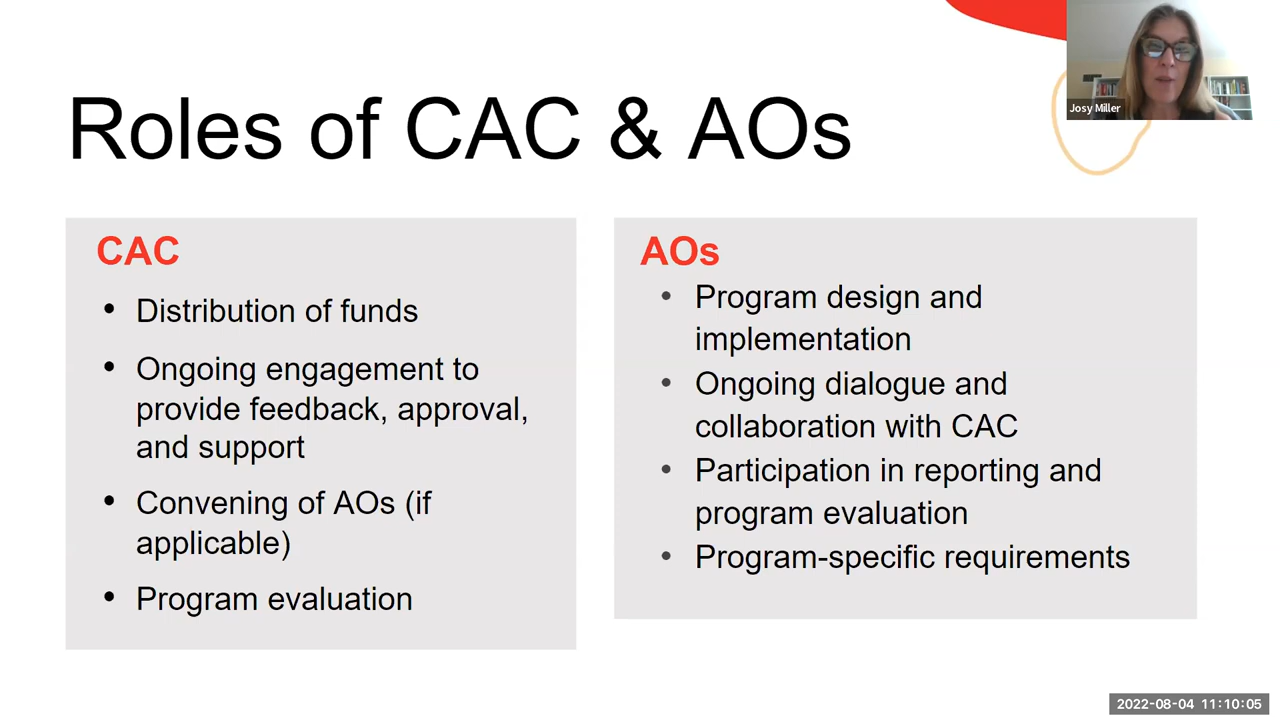 Roles of CAC & AOs
Josy Miller
CAC
• Distribution of funds
• Ongoing engagement to
provide feedback, approval,
and support
• Convening of AOs (if
applicable)
• Program evaluation
AOs
• Program design and
implementation
• Ongoing dialogue and
collaboration with CAC
• Participation in reporting and
program evaluation
• Program-specific requirements
2022-08-04 11:10:05